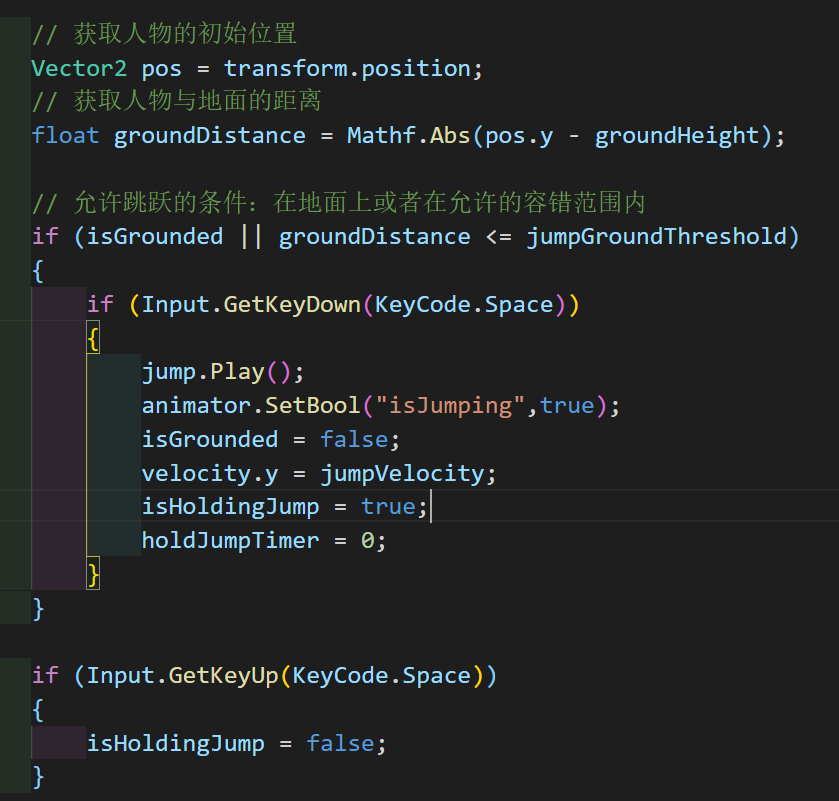 // 获取人物的初始位置
Vector2 pos = transform.position;
// 获取人物与地面的距离
float groundDistance = Mathf.Abs(pos.y - groundHeight);
// 允许跳跃的条件: 在地面上或者在允许的容错范围内
if (isGrounded || groundDistance <= jumpGroundThreshold)
{
if (Input.GetKeyDown(KeyCode.Space))
{
jump.Play();
animator.SetBool("isJumping",true);
isGrounded = false;
velocity.y = jumpVelocity;
isHoldingJump = true;
holdJumpTimer = 0;
}
}
if (Input.GetKeyUp(KeyCode.Space))
{
isHoldingJump = false;
}